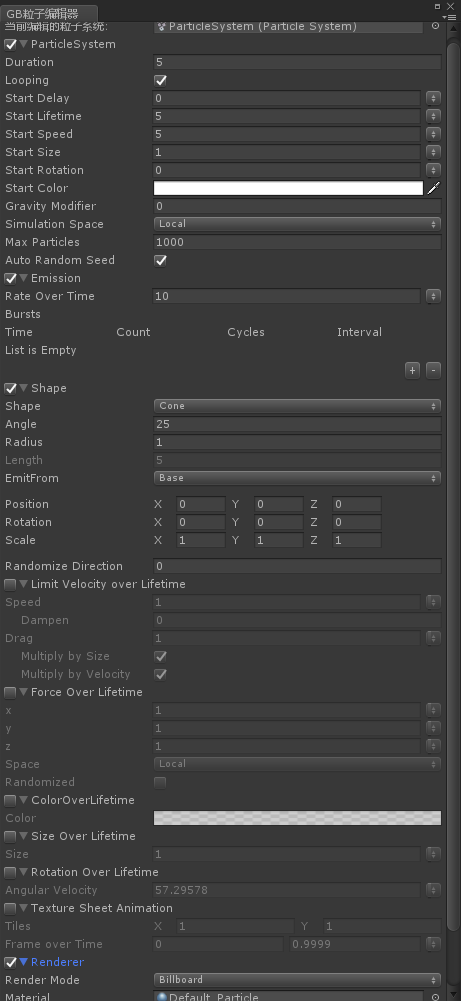 GB粒子编辑器
当前编辑的粒子系统: ParticleSystem (Particle System)
ParticleSystem
Duration 5
Looping
Start Delay 0
Start Lifetime 5
Start Speed 5
Start Size 1
Start Rotation 0
Start Color
Gravity Modifier 0
Simulation Space Local
Max Particles 1000
Auto Random Seed
Emission
Rate Over Time 10
Bursts
Time Count Cycles Interval
List is Empty
+ -
Shape
Shape Cone
Angle 25
Radius 1
Length 5
EmitFrom Base
Position X 0 Y 0 Z 0
Rotation X 0 Y 0 Z 0
Scale X 1 Y 1 Z 1
Randomize Direction 0
Limit Velocity over Lifetime
Speed 1
Dampen 0
Drag 1
Multiply by Size
Multiply by Velocity
Force Over Lifetime
x 1
y 1
z 1
Space Local
Randomized
ColorOverLifetime
Color
Size Over Lifetime
Size 1
Rotation Over Lifetime
Angular Velocity 57.29578
Texture Sheet Animation
Tiles X 1 Y 1
Frame over Time 0 0.9999
Renderer
Render Mode Billboard
Material Default Particle